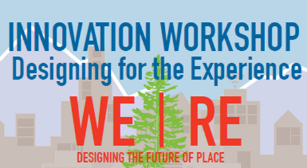 INNOVATION WORKSHOP
Designing for the Experience
WE | RE
DESIGNING THE FUTURE OF PLACE